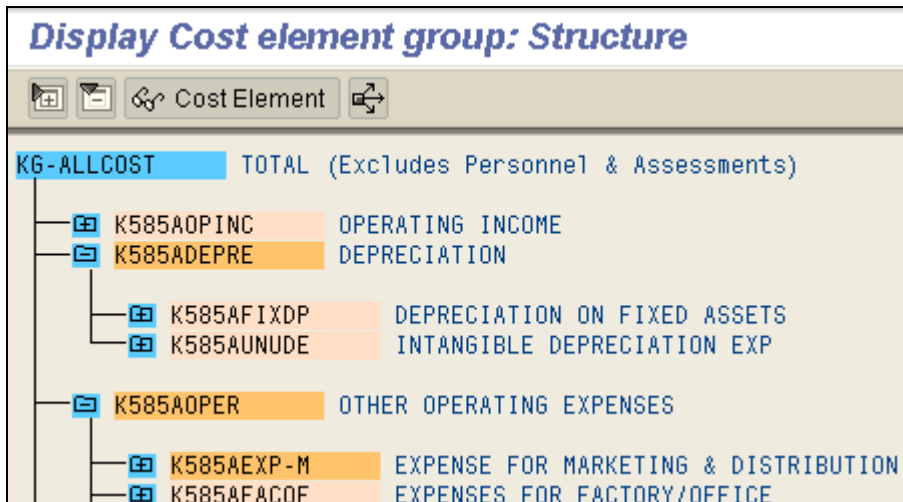 Display Cost element group: Structure
Cost Element
KG-ALLCOST TOTAL (Excludes Personnel & Assessments)
K585AOPINC OPERATING INCOME
K585ADEPRE DEPRECIATION
K585AFIXDP DEPRECIATION ON FIXED ASSETS
K585AUNUDE INTANGIBLE DEPRECIATION EXP
K585AOPER OTHER OPERATING EXPENSES
K585AEXP-M EXPENSE FOR MARKETING & DISTRIBUTION
K585AFACOF EXPENSES FOR FACTORY/OFFICE